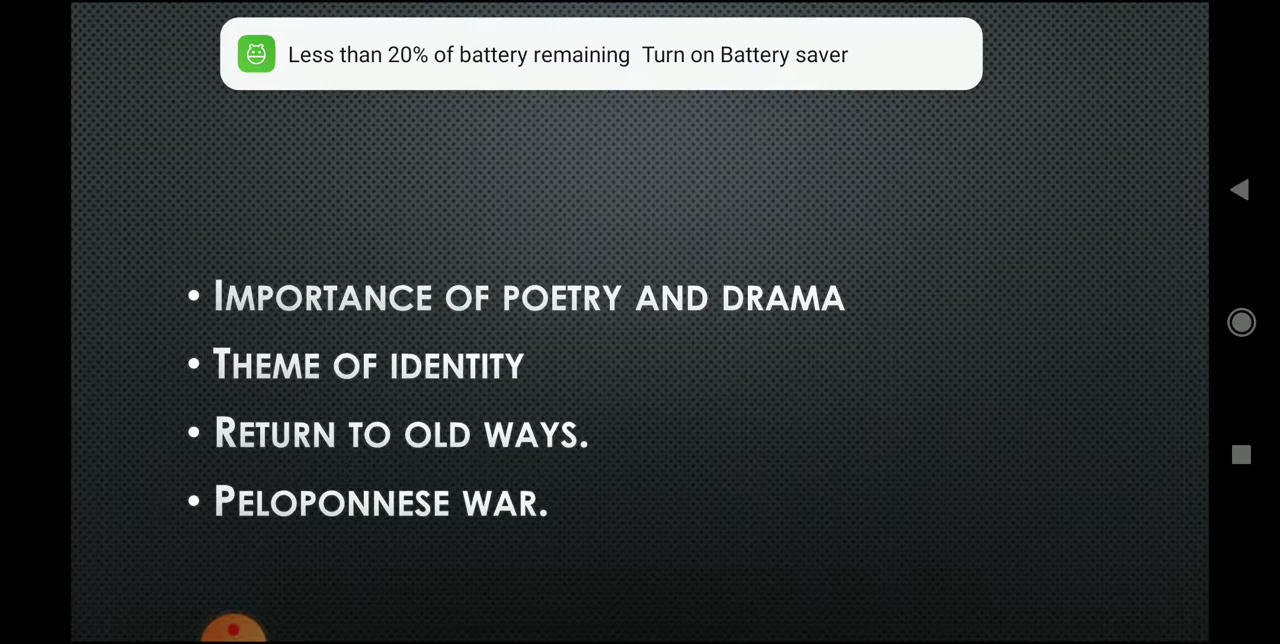 Less than 20% of battery remaining Turn on Battery saver
• IMPORTANCE OF POETRY AND DRAMA
• THEME OF IDENTITY
• RETURN TO OLD WAYS.
• PELOPONNESE WAR.